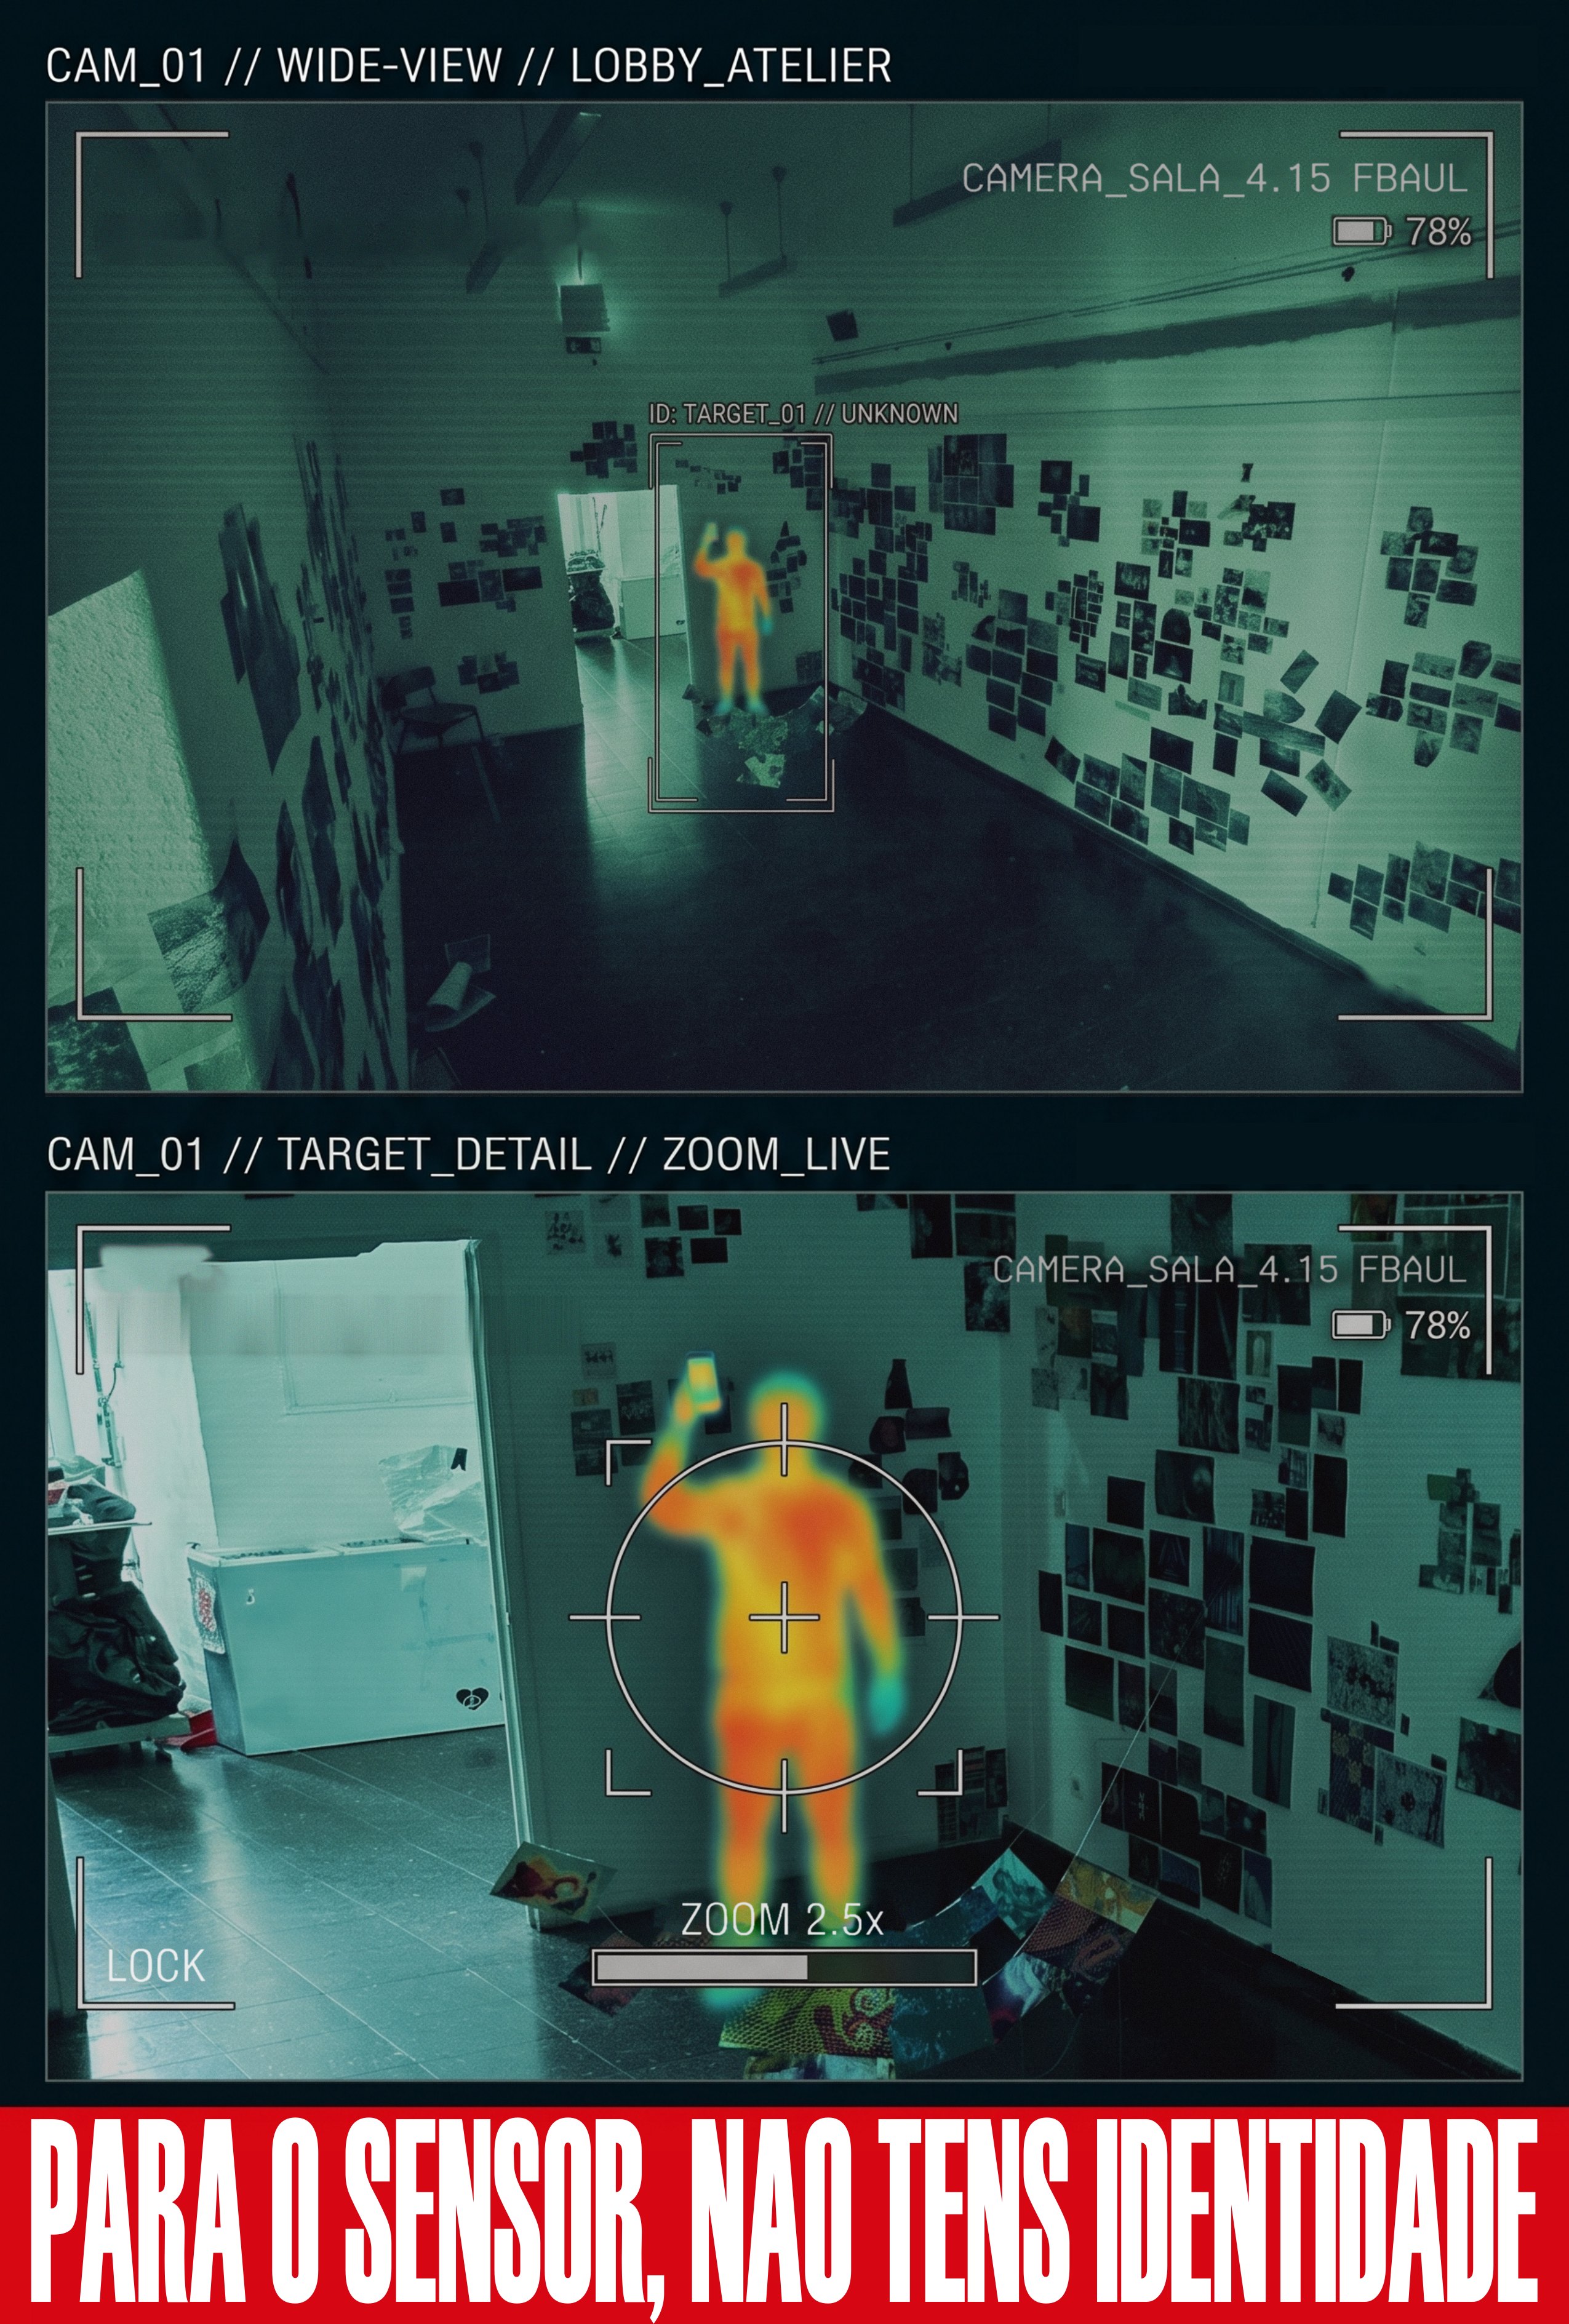 CAM_01 // WIDE-VIEW // LOBBY_ATELIER
CAMERA_SALA_4.15 FBAUL
78%
ID: TARGET_01 // UNKNOWN
CAM_01 // TARGET_DETAIL // ZOOM_LIVE
CAMERA_SALA_4.15 FBAUL
78%
ZOOM 2.5x
LOCK
PARA O SENSOR, NAO TENS IDENTIDADE